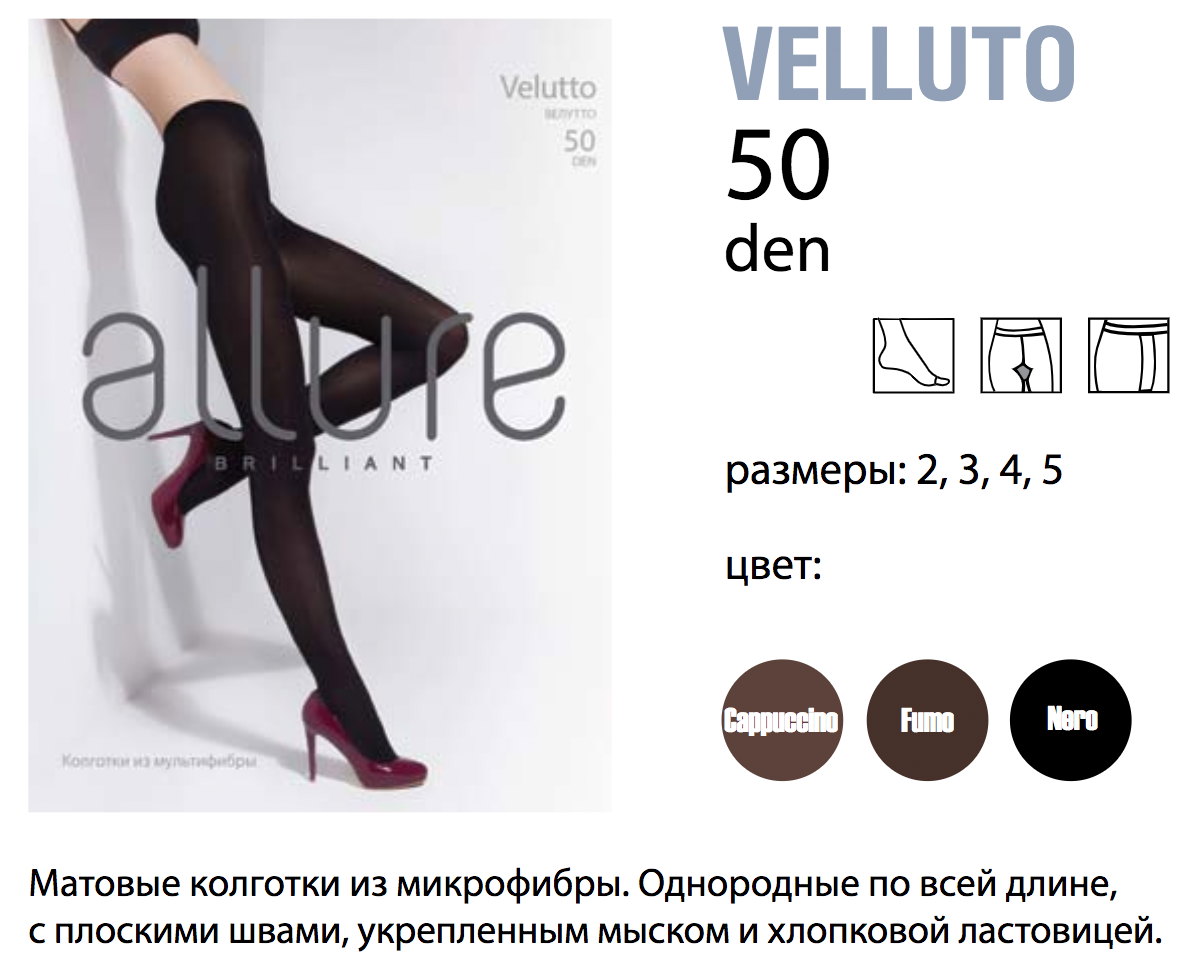 Velutto
ВЕЛУТТО
50
DEN
allure
BRILLIANT
Колготки из мультифибры
VELLUTO
50
den
размеры: 2, 3, 4, 5
цвет:
Cappuccino
Fumo
Nero
Матовые колготки из микрофибры. Однородные по всей длине,
с плоскими швами, укрепленным мыском и хлопковой ластовицей.